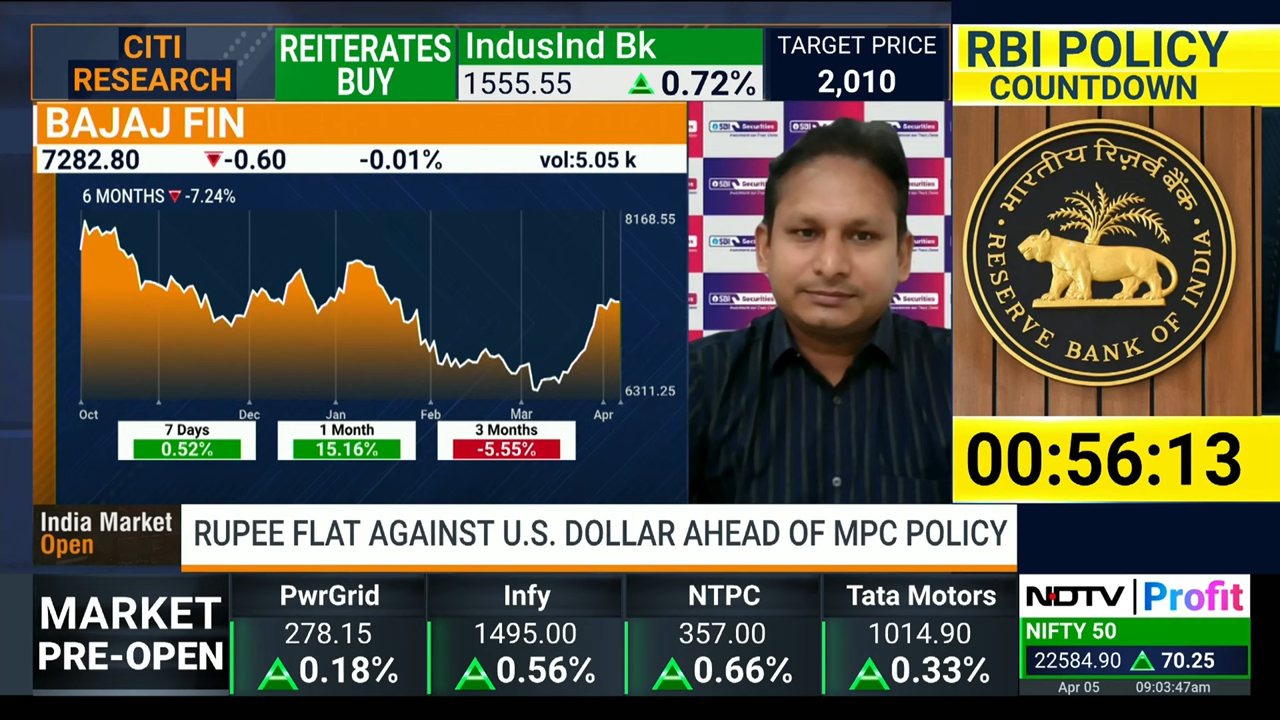 CITI
RESEARCH
REITERATES
BUY
IndusInd Bk
1555.55 0.72%
TARGET PRICE
2,010
RBI POLICY
COUNTDOWN
BAJAJ FIN
7282.80 -0.60 -0.01% vol:5.05 k
6 MONTHS -7.24%
8168.55
6311.25
Oct Dec Jan Feb Mar Apr
7 Days
0.52%
1 Month
15.16%
3 Months
-5.55%
SBI Securities
भारतीय रिज़र्व बैंक
RESERVE BANK OF INDIA
00:56:13
India Market
Open
RUPEE FLAT AGAINST U.S. DOLLAR AHEAD OF MPC POLICY
MARKET
PRE-OPEN
PwrGrid
278.15
0.18%
Infy
1495.00
0.56%
NTPC
357.00
0.66%
Tata Motors
1014.90
0.33%
NDTV Profit
NIFTY 50
22584.90 70.25
Apr 05 09:03:47am